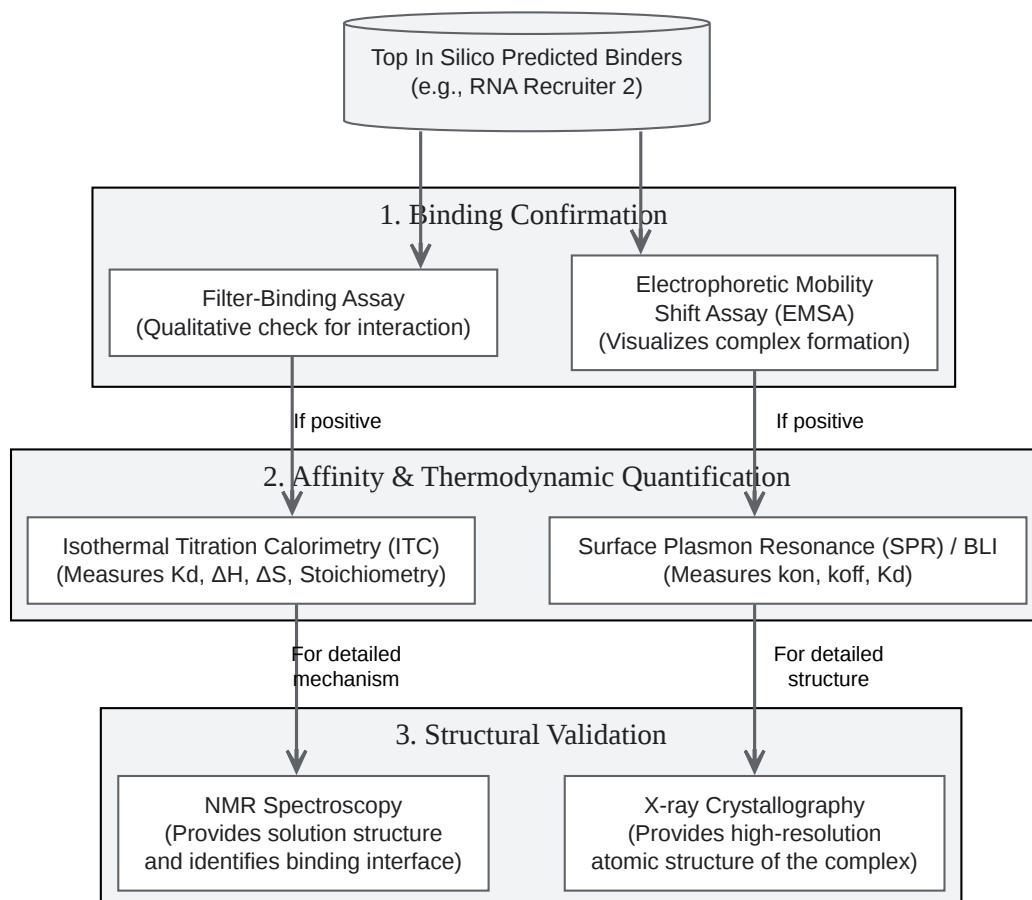 Top In Silico Predicted Binders
(e.g., RNA Recruiter 2)
1. Binding Confirmation
Filter-Binding Assay
(Qualitative check for interaction)
Electrophoretic Mobility
Shift Assay (EMSA)
(Visualizes complex formation)
If positive
If positive
2. Affinity & Thermodynamic Quantification
Isothermal Titration Calorimetry (ITC)
(Measures Kd, ΔH, ΔS, Stoichiometry)
Surface Plasmon Resonance (SPR) / BLI
(Measures kon, koff, Kd)
For detailed
mechanism
For detailed
structure
3. Structural Validation
NMR Spectroscopy
(Provides solution structure
and identifies binding interface)
X-ray Crystallography
(Provides high-resolution
atomic structure of the complex)